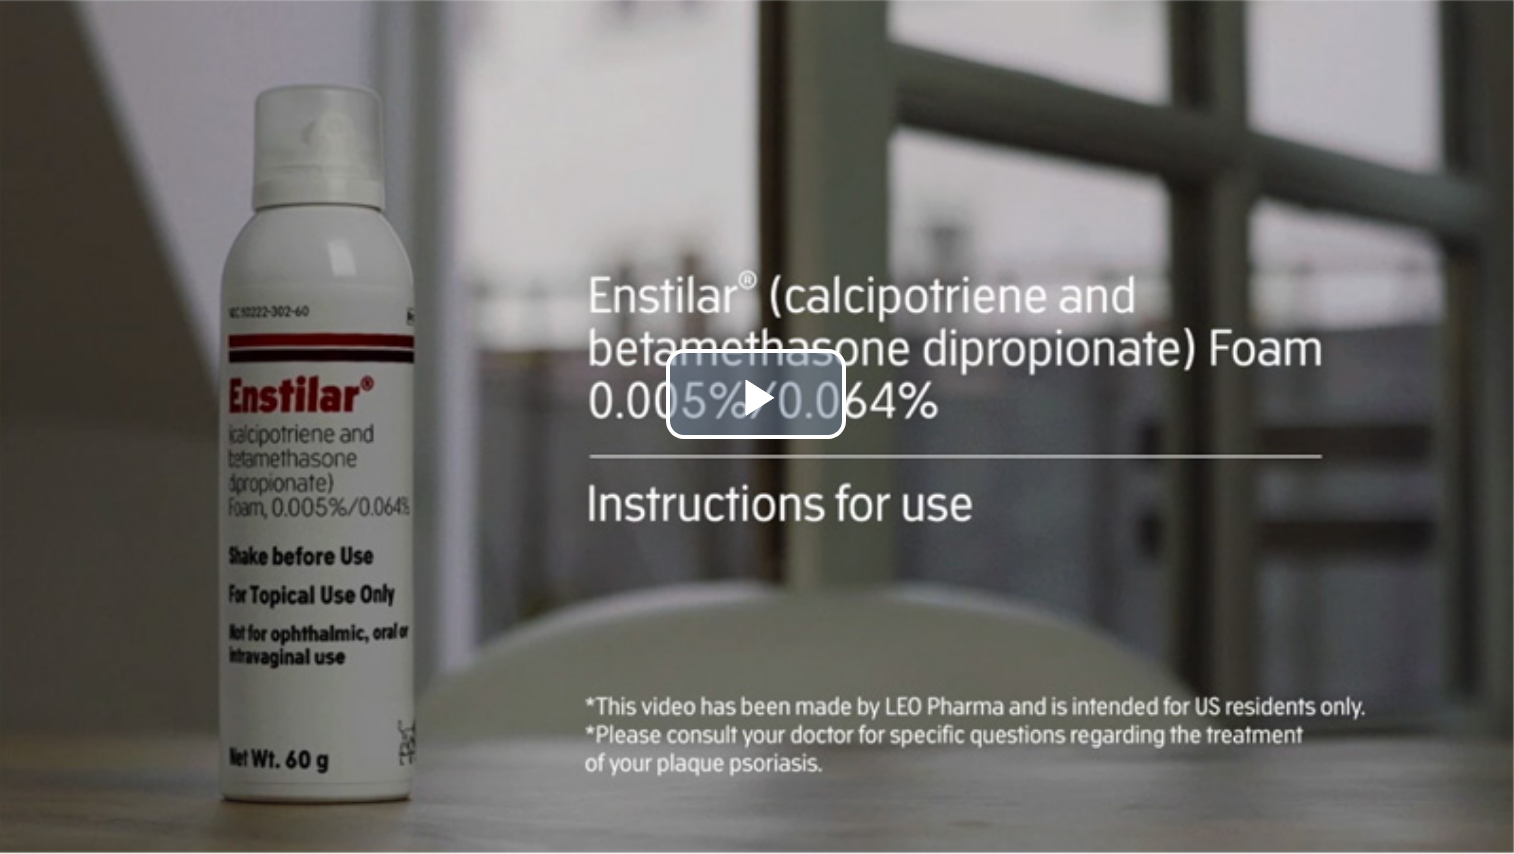 NDC 50222-302-60
Enstilar®
(calcipotriene and
betamethasone
dipropionate)
Foam, 0.005%/0.064%
Shake before Use
For Topical Use Only
Not for ophthalmic, oral or
intravaginal use
Net Wt. 60 g
Enstilar® (calcipotriene and
betamethasone dipropionate) Foam
0.005%/0.064%
Instructions for use
*This video has been made by LEO Pharma and is intended for US residents only.
*Please consult your doctor for specific questions regarding the treatment
of your plaque psoriasis.